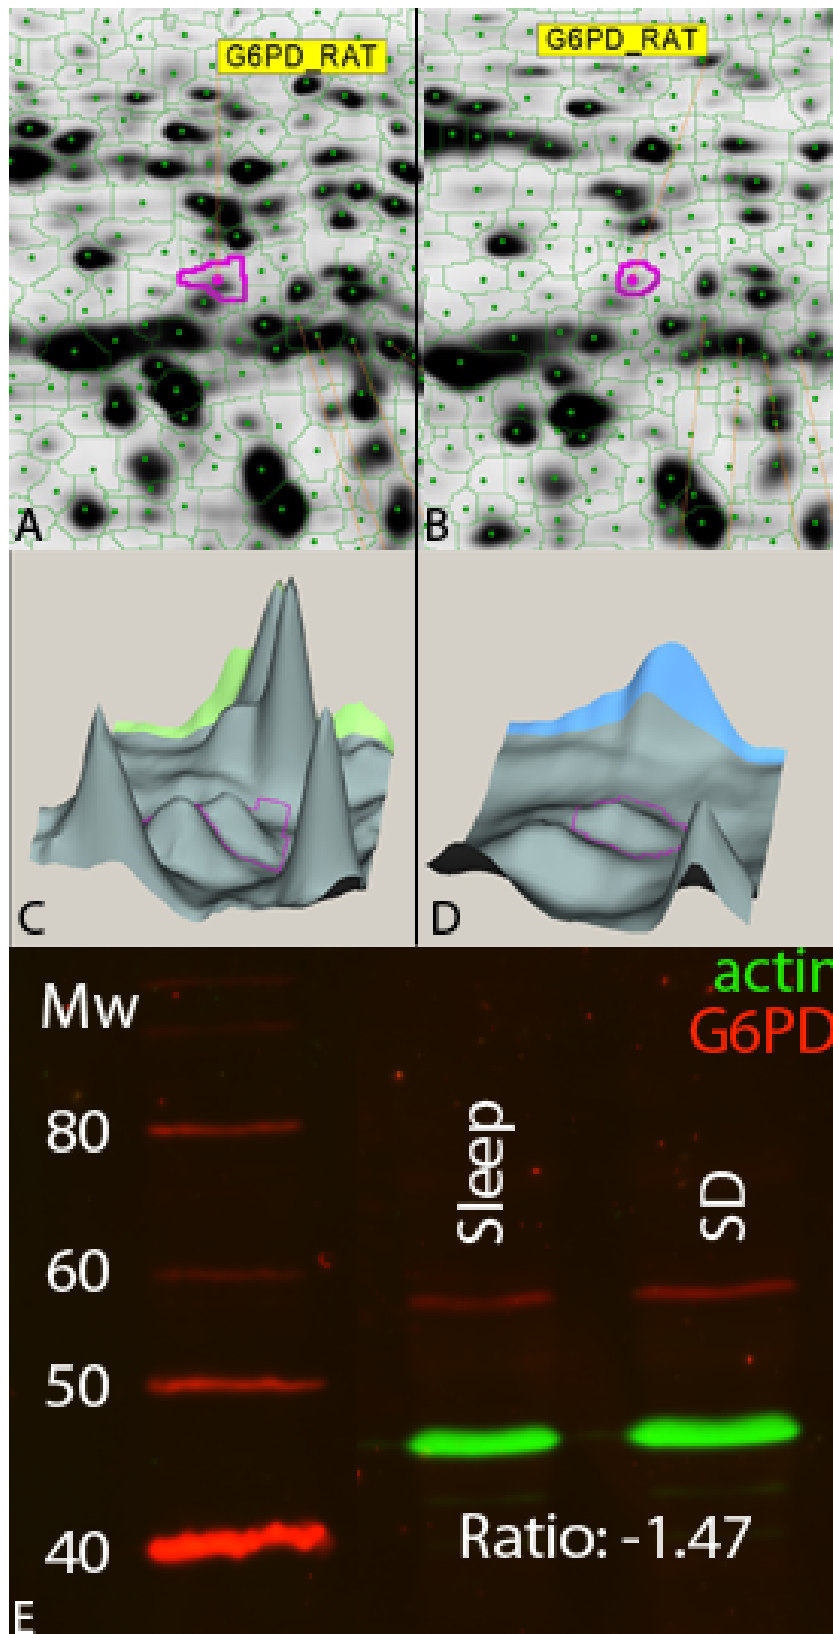 G6PD_RAT
G6PD_RAT
A
B
C
D
actin
G6PD
Mw
80
60
50
40
Sleep
SD
Ratio: -1.47
E